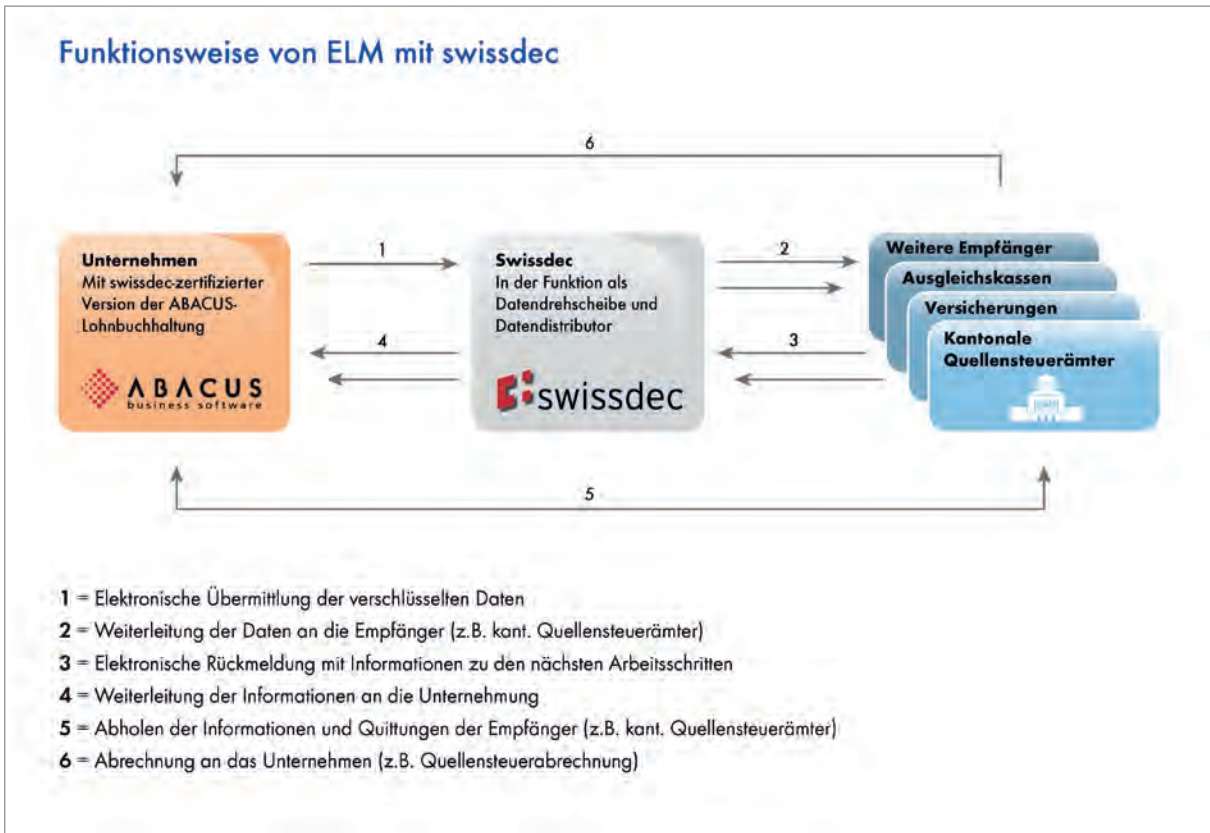 Funktionsweise von ELM mit swissdec
6
Unternehmen
Mit swissdec-zertifizierter
Version der ABACUS-
Lohnbuchhaltung
ABACUS
business software
1
4
Swissdec
In der Funktion als
Datendrehscheibe und
Datendistributor
swissdec
2
3
Weitere Empfänger
Ausgleichskassen
Versicherungen
Kantonale
Quellensteuerämter
5
1 = Elektronische Übermittlung der verschlüsselten Daten
2 = Weiterleitung der Daten an die Empfänger (z.B. kant. Quellensteuerämter)
3 = Elektronische Rückmeldung mit Informationen zu den nächsten Arbeitsschritten
4 = Weiterleitung der Informationen an die Unternehmung
5 = Abholen der Informationen und Quittungen der Empfänger (z.B. kant. Quellensteuerämter)
6 = Abrechnung an das Unternehmen (z.B. Quellensteuerabrechnung)